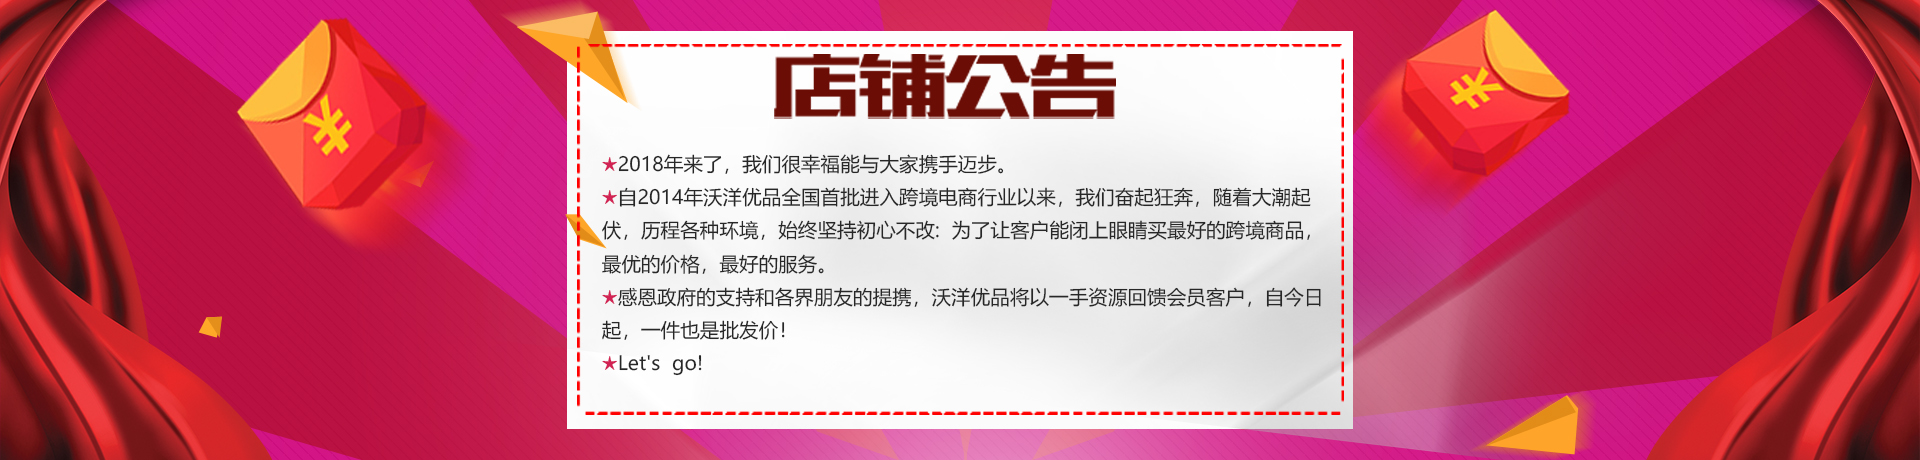 店铺公告
★2018年来了，我们很幸福能与大家携手迈步。
★自2014年沃洋优品全国首批进入跨境电商行业以来，我们奋起狂奔，随着大潮起
伏，历程各种环境，始终坚持初心不改：为了让客户能闭上眼睛买最好的跨境商品，
最优的价格，最好的服务。
★感恩政府的支持和各界朋友的提携，沃洋优品将以一手资源回馈会员客户，自今日
起，一件也是批发价！
★Let's  go!
¥
¥